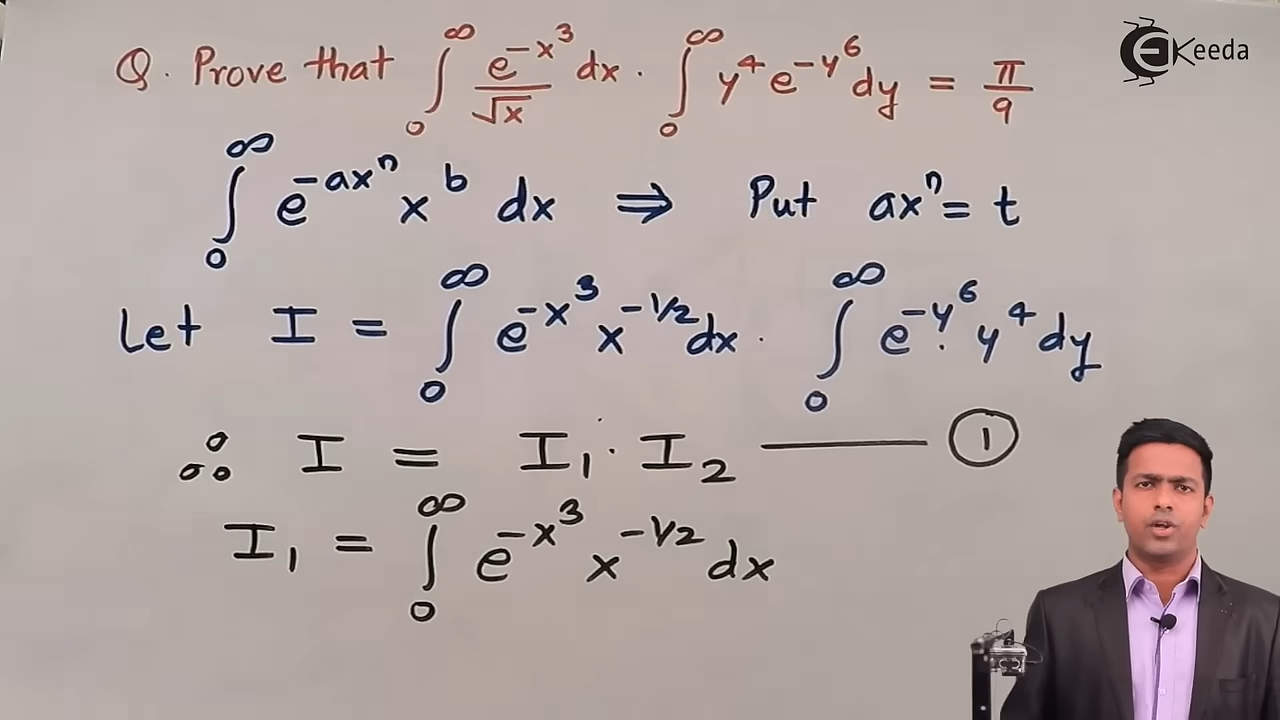 Q. Prove that ∫₀^∞ e^{-x³}/√x dx · ∫₀^∞ y⁴ e^{-y⁶} dy = π/9
EKeeda
∫₀^∞ e^{-axⁿ} x^b dx ⇒ Put axⁿ = t
Let I = ∫₀^∞ e^{-x³} x^{-1/2} dx · ∫₀^∞ e^{-y⁶} y⁴ dy
∴ I = I₁ · I₂ ——— ①
I₁ = ∫₀^∞ e^{-x³} x^{-1/2} dx